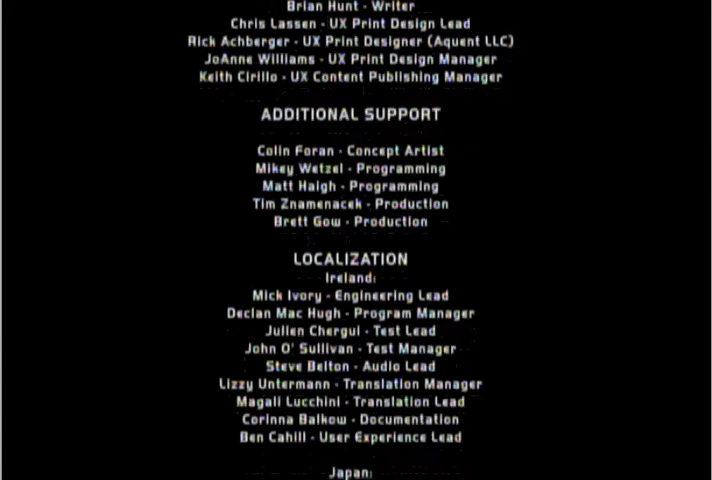 Brian Hunt - Writer
Chris Lassen - UX Print Design Lead
Rick Achberger - UX Print Designer (Aquent LLC)
JoAnne Williams - UX Print Design Manager
Keith Cirillo - UX Content Publishing Manager
ADDITIONAL SUPPORT
Colin Foran - Concept Artist
Mikey Wetzel - Programming
Matt Haigh - Programming
Tim Znamenacek - Production
Brett Gow - Production
LOCALIZATION
Ireland:
Mick Ivory - Engineering Lead
Declan Mac Hugh - Program Manager
Julien Chergui - Test Lead
John O' Sullivan - Test Manager
Steve Belton - Audio Lead
Lizzy Untermann - Translation Manager
Magali Lucchini - Translation Lead
Corinna Balkow - Documentation
Ben Cahill - User Experience Lead
Japan: